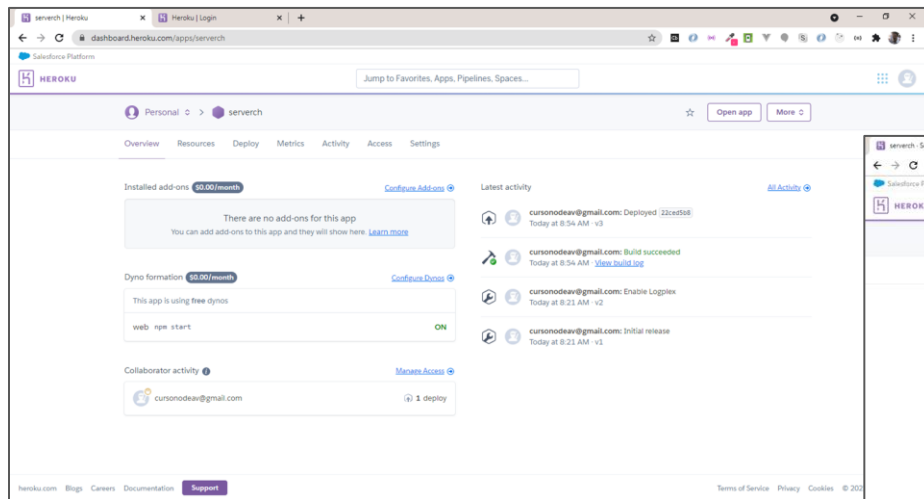 serverch | Heroku
Heroku | Login
dashboard.heroku.com/apps/serverch
Salesforce Platform
HEROKU
Jump to Favorites, Apps, Pipelines, Spaces...
Personal > serverch
Open app
More
Overview Resources Deploy Metrics Activity Access Settings
Installed add-ons $0.00/month Configure Add-ons
There are no add-ons for this app
You can add add-ons to this app and they will show here. Learn more
Dyno formation $0.00/month Configure Dynos
This app is using free dynos
web npm start ON
Collaborator activity Manage Access
cursonodeav@gmail.com 1 deploy
Latest activity All Activity
cursonodeav@gmail.com: Deployed 22ced5b8
Today at 8:54 AM · v3
cursonodeav@gmail.com: Build succeeded
Today at 8:54 AM · View build log
cursonodeav@gmail.com: Enable Logplex
Today at 8:21 AM · v2
cursonodeav@gmail.com: Initial release
Today at 8:21 AM · v1
heroku.com Blogs Careers Documentation Support
Terms of Service Privacy Cookies © 202
serverch · S
Salesforce P
HEROK